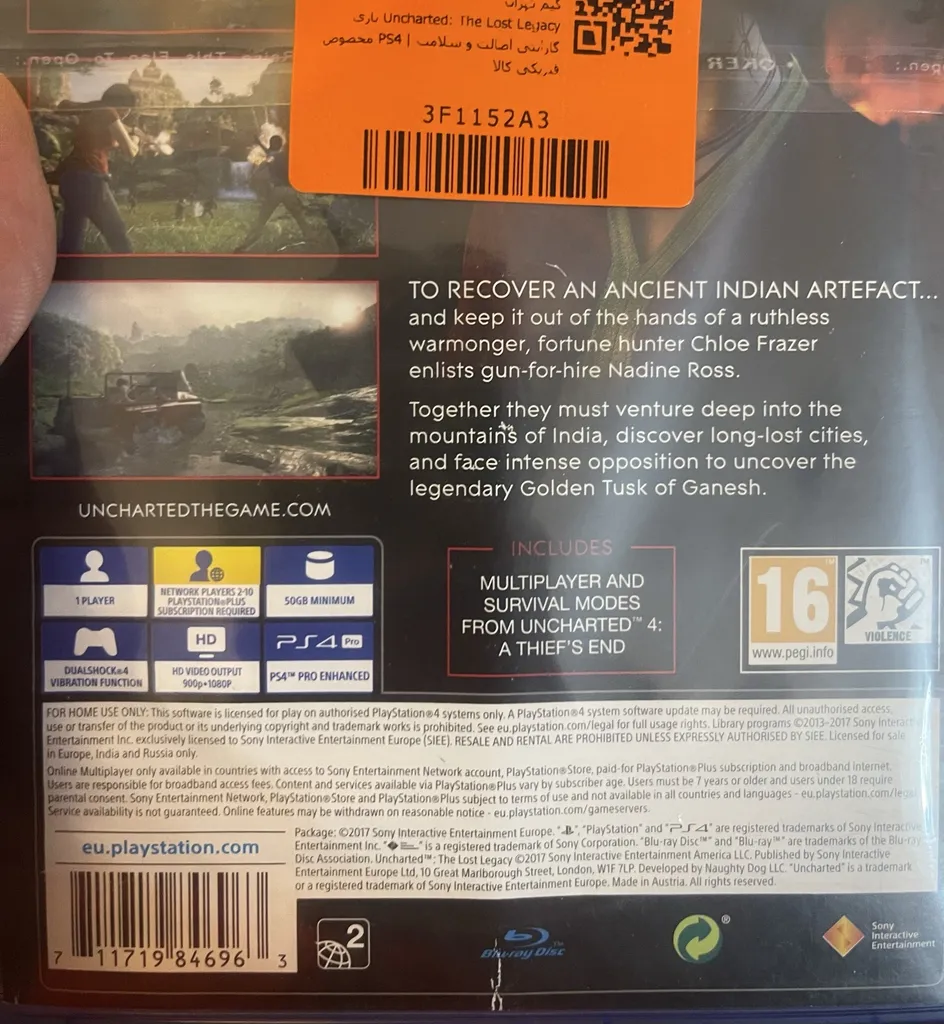 گیم تهران
بازی Uncharted: The Lost Legacy
مخصوص PS4 | گارانتی اصالت و سلامت
فیزیکی کالا
3F1152A3
TO RECOVER AN ANCIENT INDIAN ARTEFACT...
and keep it out of the hands of a ruthless
warmonger, fortune hunter Chloe Frazer
enlists gun-for-hire Nadine Ross.
Together they must venture deep into the
mountains of India, discover long-lost cities,
and face intense opposition to uncover the
legendary Golden Tusk of Ganesh.
UNCHARTEDTHEGAME.COM
1 PLAYER
NETWORK PLAYERS 2-10
PLAYSTATION®PLUS
SUBSCRIPTION REQUIRED
50GB MINIMUM
DUALSHOCK®4
VIBRATION FUNCTION
HD
HD VIDEO OUTPUT
900p•1080P
PS4 Pro
PS4™ PRO ENHANCED
INCLUDES
MULTIPLAYER AND
SURVIVAL MODES
FROM UNCHARTED™ 4:
A THIEF'S END
16
www.pegi.info
VIOLENCE
FOR HOME USE ONLY: This software is licensed for play on authorised PlayStation®4 systems only. A PlayStation®4 system software update may be required. All unauthorised access,
use or transfer of the product or its underlying copyright and trademark works is prohibited. See eu.playstation.com/legal for full usage rights. Library programs ©2013-2017 Sony Interactive
Entertainment Inc. exclusively licensed to Sony Interactive Entertainment Europe (SIEE). RESALE AND RENTAL ARE PROHIBITED UNLESS EXPRESSLY AUTHORISED BY SIEE. Licensed for sale
in Europe, India and Russia only.
Online Multiplayer only available in countries with access to Sony Entertainment Network account, PlayStation®Store, paid-for PlayStation®Plus subscription and broadband internet.
Users are responsible for broadband access fees. Content and services available via PlayStation®Plus vary by subscriber age. Users must be 7 years or older and users under 18 require
parental consent. Sony Entertainment Network, PlayStation®Store and PlayStation®Plus subject to terms of use and not available in all countries and languages - eu.playstation.com/legal
Service availability is not guaranteed. Online features may be withdrawn on reasonable notice - eu.playstation.com/gameservers.
eu.playstation.com
Package: ©2017 Sony Interactive Entertainment Europe. "", "PlayStation" and "PS4" are registered trademarks of Sony Interactive
Entertainment Inc. "" is a registered trademark of Sony Corporation. "Blu-ray Disc™" and "Blu-ray™" are trademarks of the Blu-ray
Disc Association. Uncharted™: The Lost Legacy ©2017 Sony Interactive Entertainment America LLC. Published by Sony Interactive
Entertainment Europe Ltd, 10 Great Marlborough Street, London, W1F 7LP. Developed by Naughty Dog LLC. "Uncharted" is a trademark
or a registered trademark of Sony Interactive Entertainment Europe. Made in Austria. All rights reserved.
7 11719 84696 3
2
Blu-ray Disc™
®
Sony
Interactive
Entertainment